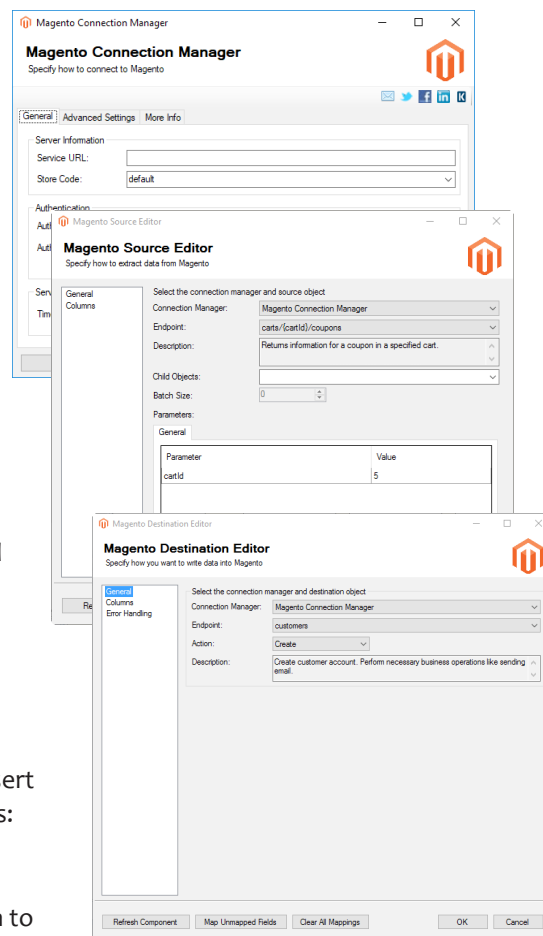 Magento Connection Manager
Magento Connection Manager
Specify how to connect to Magento
General Advanced Settings More Info
Server Information
Service URL:
Store Code: default
Authentication
Magento Source Editor
Magento Source Editor
Specify how to extract data from Magento
General
Columns
Select the connection manager and source object
Connection Manager: Magento Connection Manager
Endpoint: carts/{cartId}/coupons
Description: Returns information for a coupon in a specified cart.
Child Objects:
Batch Size: 0
Parameters:
General
Parameter Value
cartId 5
Magento Destination Editor
Magento Destination Editor
Specify how you want to write data into Magento
General
Columns
Error Handling
Select the connection manager and destination object
Connection Manager: Magento Connection Manager
Endpoint: customers
Action: Create
Description: Create customer account. Perform necessary business operations like sending
email.
to
Refresh Component Map Unmapped Fields Clear All Mappings OK Cancel